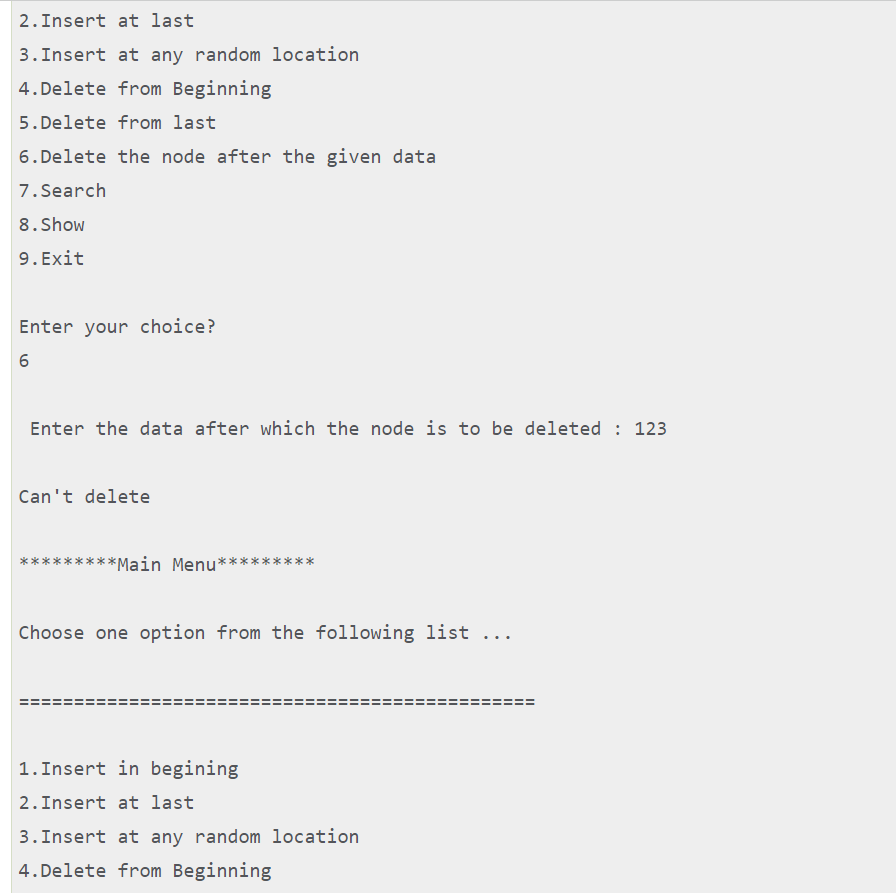 2.Insert at last
3.Insert at any random location
4.Delete from Beginning
5.Delete from last
6.Delete the node after the given data
7.Search
8.Show
9.Exit
Enter your choice?
6
Enter the data after which the node is to be deleted : 123
Can't delete
*********Main Menu*********
Choose one option from the following list ...
===============================================
1.Insert in begining
2.Insert at last
3.Insert at any random location
4.Delete from Beginning